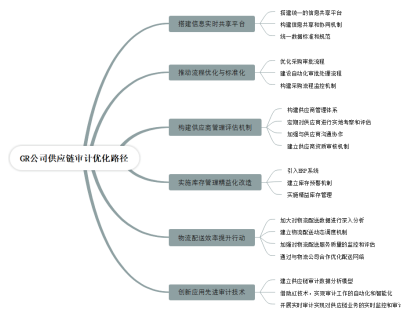 搭建信息实时共享平台
搭建统一的信息共享平台
构建信息共享和协同机制
统一数据标准和规范
推动流程优化与标准化
优化采购审批流程
建设自动化审批处理流程
构建采购流程监控机制
GR公司供应链审计优化路径
构建供应商管理评估机制
构建供应商管理体系
定期对供应商进行实地考察和评估
加强与供应商沟通协作
建立供应商资质审核机制
实施库存管理精益化改造
引入ERP系统
建立库存预警机制
实施精益库存管理
物流配送效率提升行动
加大对物流配送数据进行深入分析
建立物流配送动态调度机制
加强对物流配送服务质量的监控和评估
通过与物流公司合作优化配送网络
创新应用先进审计技术
建立供应链审计数据分析模型
借助AI技术，实现审计工作的自动化和智能化
开展实时审计实现对供应链业务的实时监控和审计